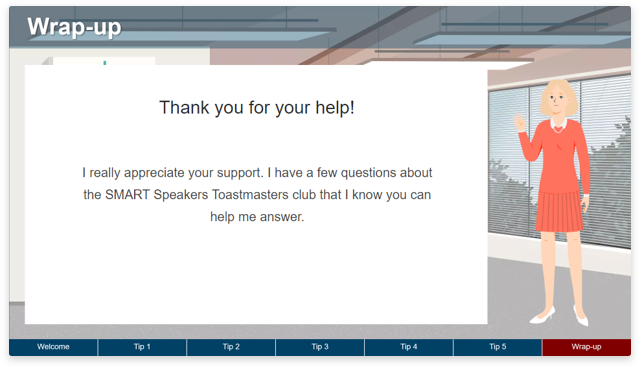 Wrap-up
Thank you for your help!
I really appreciate your support. I have a few questions about
the SMART Speakers Toastmasters club that I know you can
help me answer.
Welcome
Tip 1
Tip 2
Tip 3
Tip 4
Tip 5
Wrap-up